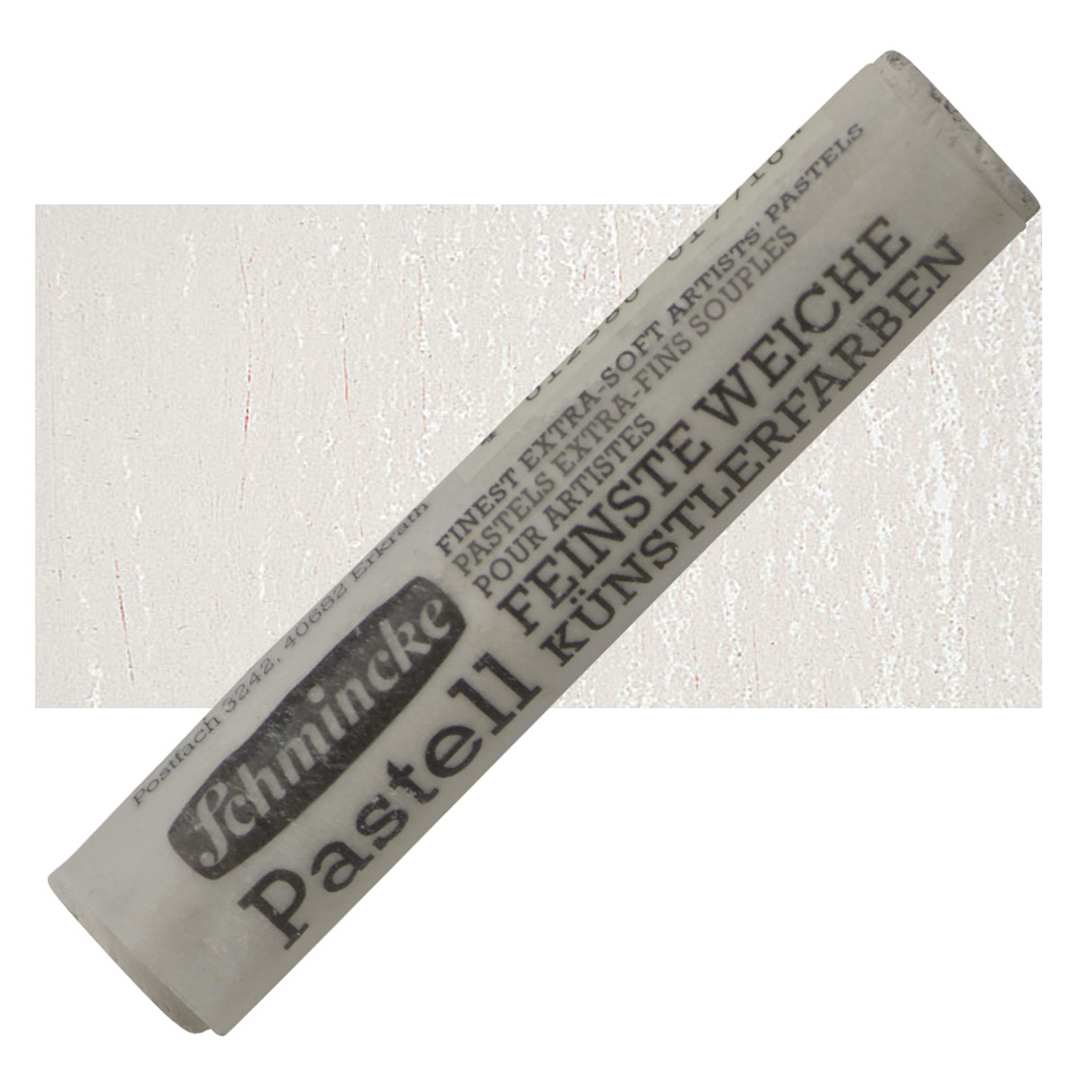 FINEST EXTRA-SOFT ARTISTS' PASTELS
PASTELS EXTRA-FINS SOUPLES
POUR ARTISTES
FEINSTE WEICHE
KÜNSTLERFARBEN
Postfach 3242, 40682 Erkrath
Schmincke
Pastell